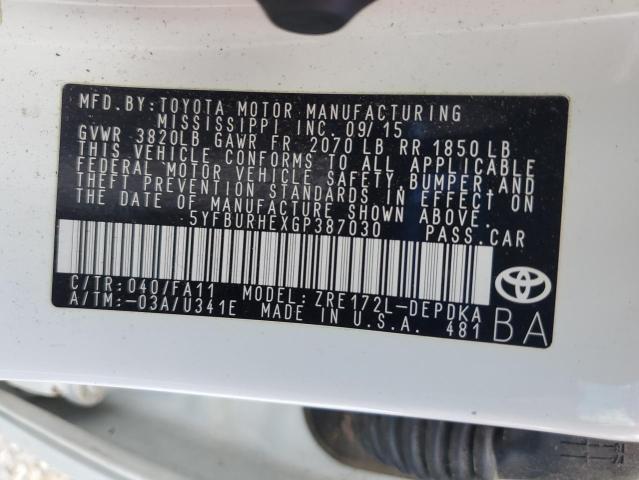 MFD. BY: TOYOTA MOTOR MANUFACTURING
MISSISSIPPI INC. 09/15
GVWR 3820LB GAWR FR 2070 LB RR 1850 LB
THIS VEHICLE CONFORMS TO ALL APPLICABLE
FEDERAL MOTOR VEHICLE SAFETY, BUMPER, AND
THEFT PREVENTION STANDARDS IN EFFECT ON
THE DATE OF MANUFACTURE SHOWN ABOVE.
5YFBURHEXGP387030 PASS. CAR
C/TR: 040/FA11 MODEL: ZRE172L-DEPDKA
A/TM: -03A/U341E MADE IN U.S.A. 481
BA